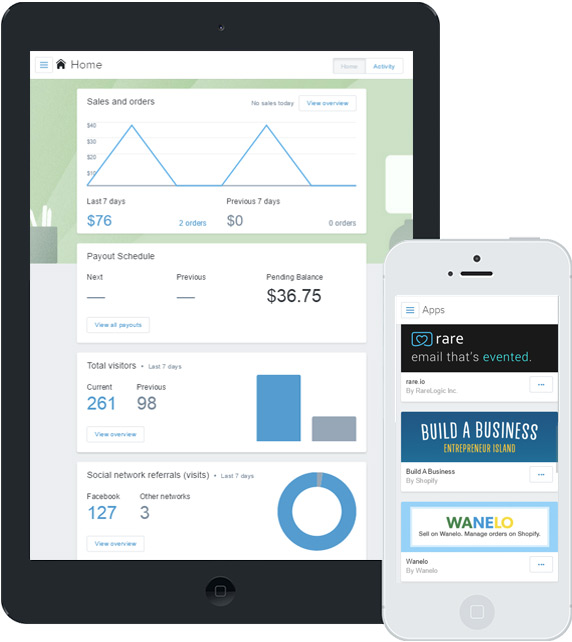 Home
Home Activity
Sales and orders No sales today View overview
$40
$30
$20
$10
Last 7 days Previous 7 days
$76 2 orders $0 0 orders
Payout Schedule
Next Previous Pending Balance
— — $36.75
View all payouts
Total visitors • Last 7 days
Current Previous
261 98
View overview
Social network referrals (visits) • Last 7 days
Facebook Other networks
127 3
View overview
Apps
rare
email that's evented.
rare.io
By RareLogic Inc.
BUILD A BUSINESS
ENTREPRENEUR ISLAND
Build A Business
By Shopify
WANELO
Sell on Wanelo. Manage orders on Shopify.
Wanelo
By Wanelo